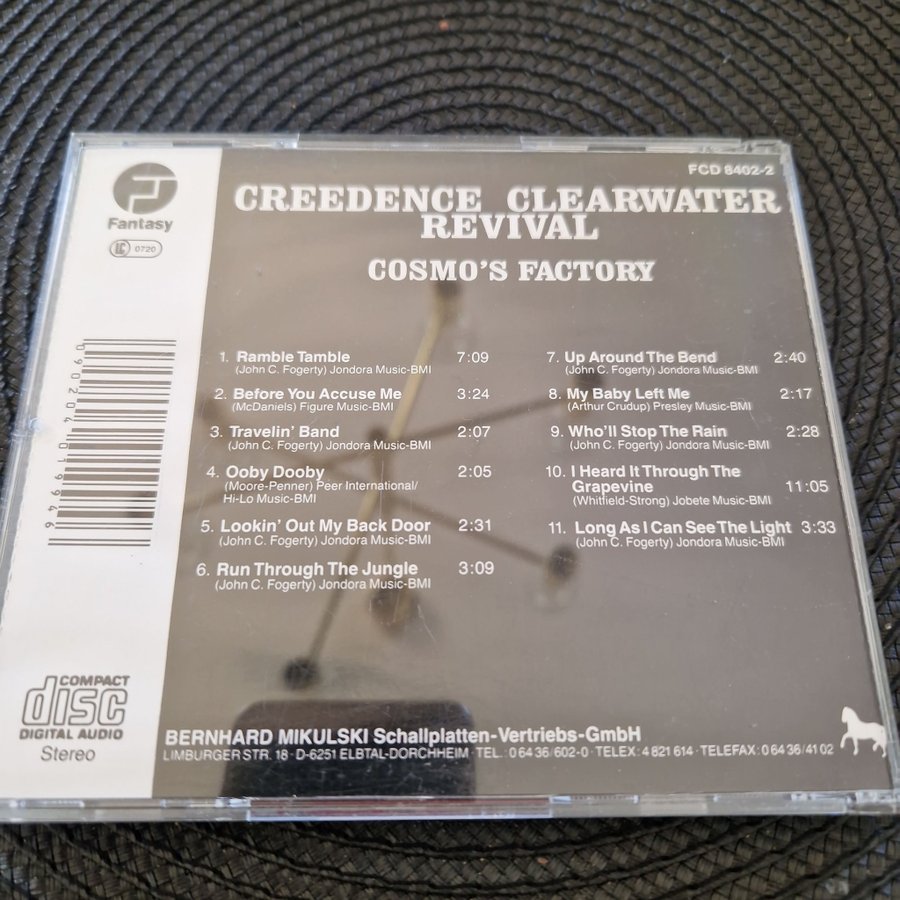 FCD 8402-2
Fantasy
LC 0720
CREEDENCE CLEARWATER
REVIVAL
COSMO'S FACTORY
1. Ramble Tamble 7:09
(John C. Fogerty) Jondora Music-BMI
2. Before You Accuse Me 3:24
(McDaniels) Figure Music-BMI
3. Travelin' Band 2:07
(John C. Fogerty) Jondora Music-BMI
4. Ooby Dooby 2:05
(Moore-Penner) Peer International/
Hi-Lo Music-BMI
5. Lookin' Out My Back Door 2:31
(John C. Fogerty) Jondora Music-BMI
6. Run Through The Jungle 3:09
(John C. Fogerty) Jondora Music-BMI
7. Up Around The Bend 2:40
(John C. Fogerty) Jondora Music-BMI
8. My Baby Left Me 2:17
(Arthur Crudup) Presley Music-BMI
9. Who'll Stop The Rain 2:28
(John C. Fogerty) Jondora Music-BMI
10. I Heard It Through The
Grapevine 11:05
(Whitfield-Strong) Jobete Music-BMI
11. Long As I Can See The Light 3:33
(John C. Fogerty) Jondora Music-BMI
090204019946
COMPACT
disc
DIGITAL AUDIO
Stereo
BERNHARD MIKULSKI Schallplatten-Vertriebs-GmbH
LIMBURGER STR. 18 · D-6251 ELBTAL-DORCHHEIM · TEL.: 0 64 36/602-0 · TELEX: 4 821 614 · TELEFAX: 0 64 36/41 02